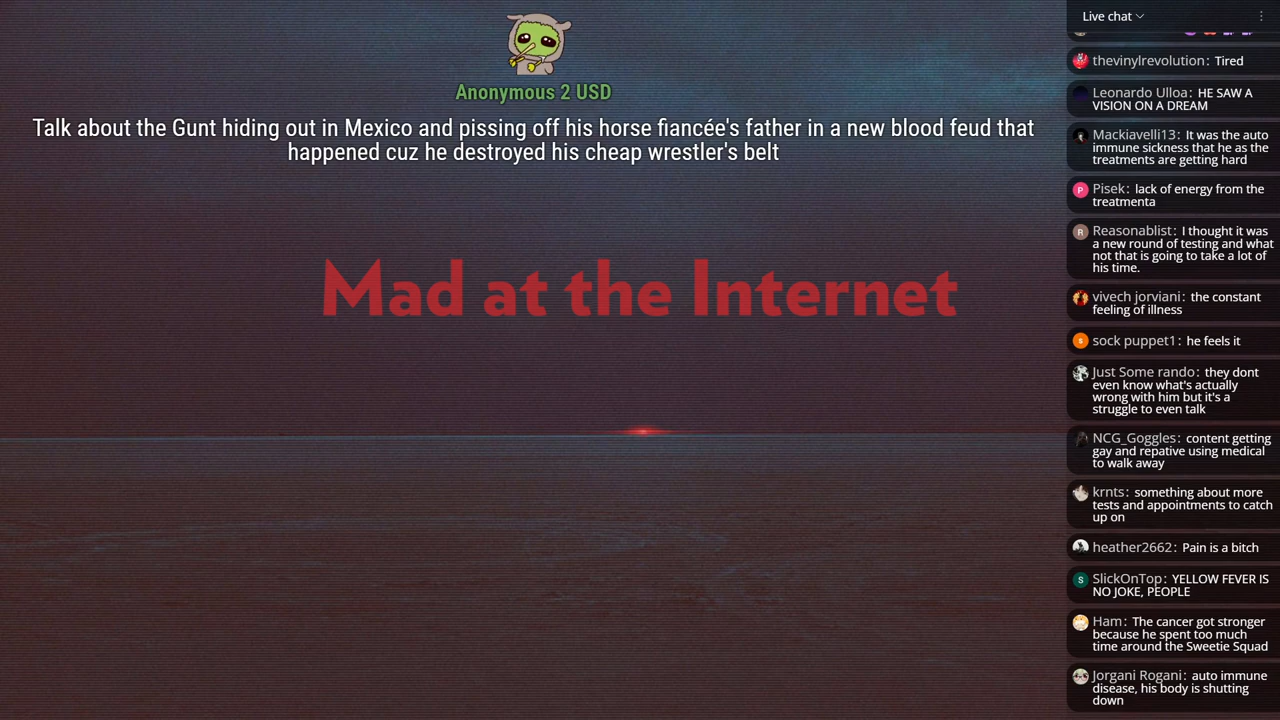 Anonymous 2 USD
Talk about the Gunt hiding out in Mexico and pissing off his horse fiancée's father in a new blood feud that
happened cuz he destroyed his cheap wrestler's belt
Mad at the Internet
Live chat
thevinylrevolution: Tired
Leonardo Ulloa: HE SAW A
VISION ON A DREAM
Mackiavelli13: It was the auto
immune sickness that he as the
treatments are getting hard
P
Pisek: lack of energy from the
treatmenta
R
Reasonablist: I thought it was
a new round of testing and what
not that is going to take a lot of
his time.
vivech jorviani: the constant
feeling of illness
s
sock puppet1: he feels it
Just Some rando: they dont
even know what's actually
wrong with him but it's a
struggle to even talk
NCG_Goggles: content getting
gay and repative using medical
to walk away
krnts: something about more
tests and appointments to catch
up on
heather2662: Pain is a bitch
S
SlickOnTop: YELLOW FEVER IS
NO JOKE, PEOPLE
Ham: The cancer got stronger
because he spent too much
time around the Sweetie Squad
Jorgani Rogani: auto immune
disease, his body is shutting
down